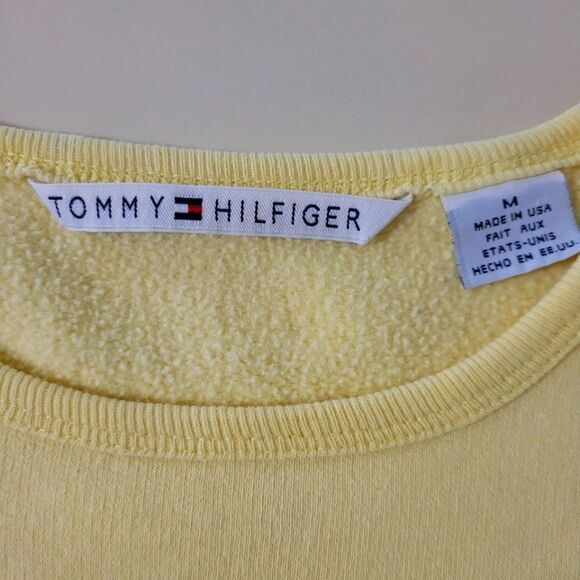 TOMMY HILFIGER
M
MADE IN USA
FAIT AUX
ETATS-UNIS
HECHO EN EE.UU.